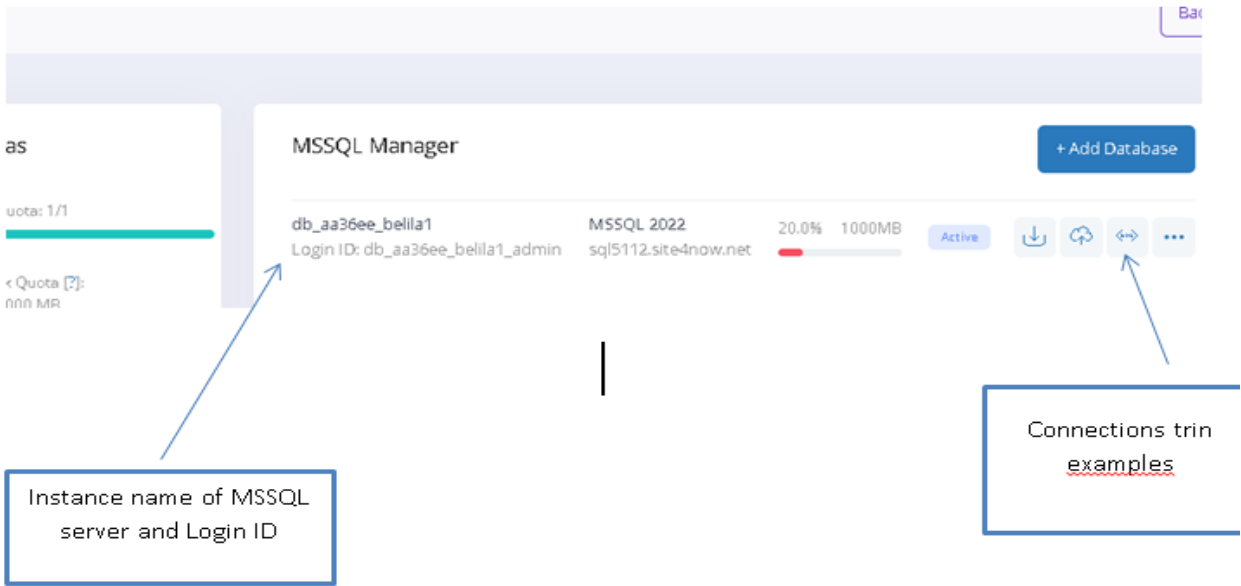 Bac
as
MSSQL Manager
+ Add Database
uota: 1/1
db_aa36ee_belila1
MSSQL 2022
20.0% 1000MB
Active
Login ID: db_aa36ee_belila1_admin
sql5112.site4now.net
< Quota [?]:
000 MB
Connections trin
examples
Instance name of MSSQL
server and Login ID